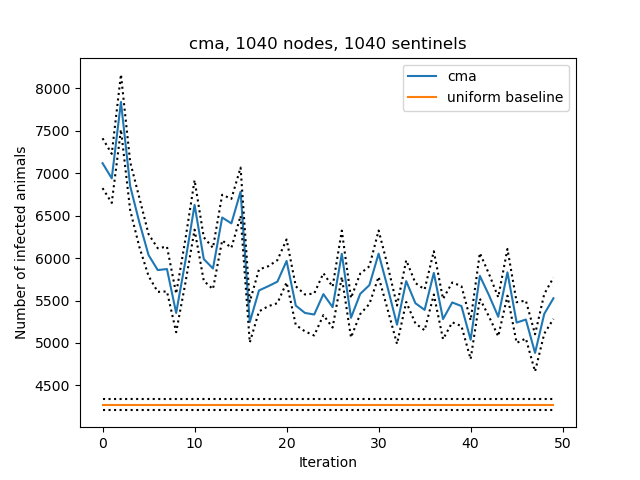 cma, 1040 nodes, 1040 sentinels
cma
uniform baseline
Number of infected animals
8000
7500
7000
6500
6000
5500
5000
4500
0 10 20 30 40 50
Iteration